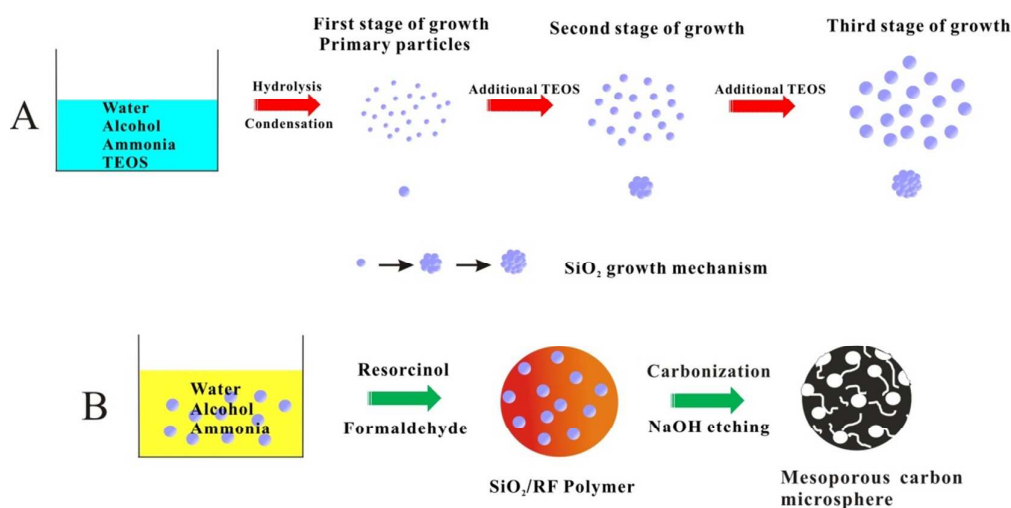 A
Water
Alcohol
Ammonia
TEOS
Hydrolysis
Condensation
First stage of growth
Primary particles
Additional TEOS
Second stage of growth
Additional TEOS
Third stage of growth
SiO₂ growth mechanism
B
Water
Alcohol
Ammonia
Resorcinol
Formaldehyde
SiO₂/RF Polymer
Carbonization
NaOH etching
Mesoporous carbon
microsphere